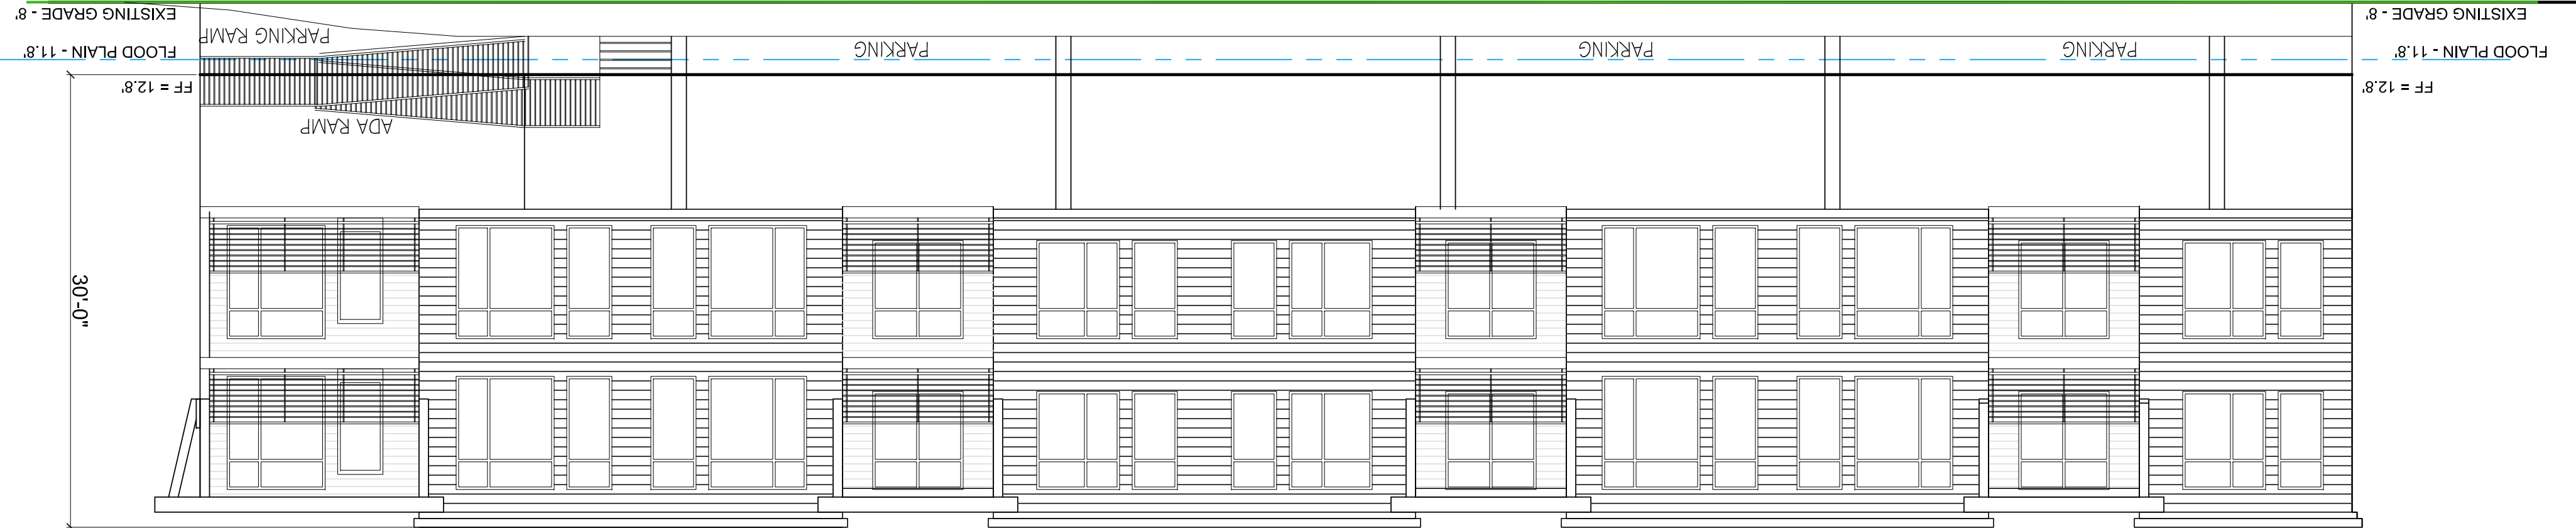 30'-0"
FF = 12.8'
ADA RAMP
FF = 12.8'
FLOOD PLAIN - 11.8'
PARKING
PARKING
PARKING
PARKING RAMP
FLOOD PLAIN - 11.8'
EXISTING GRADE - 8'
EXISTING GRADE - 8'